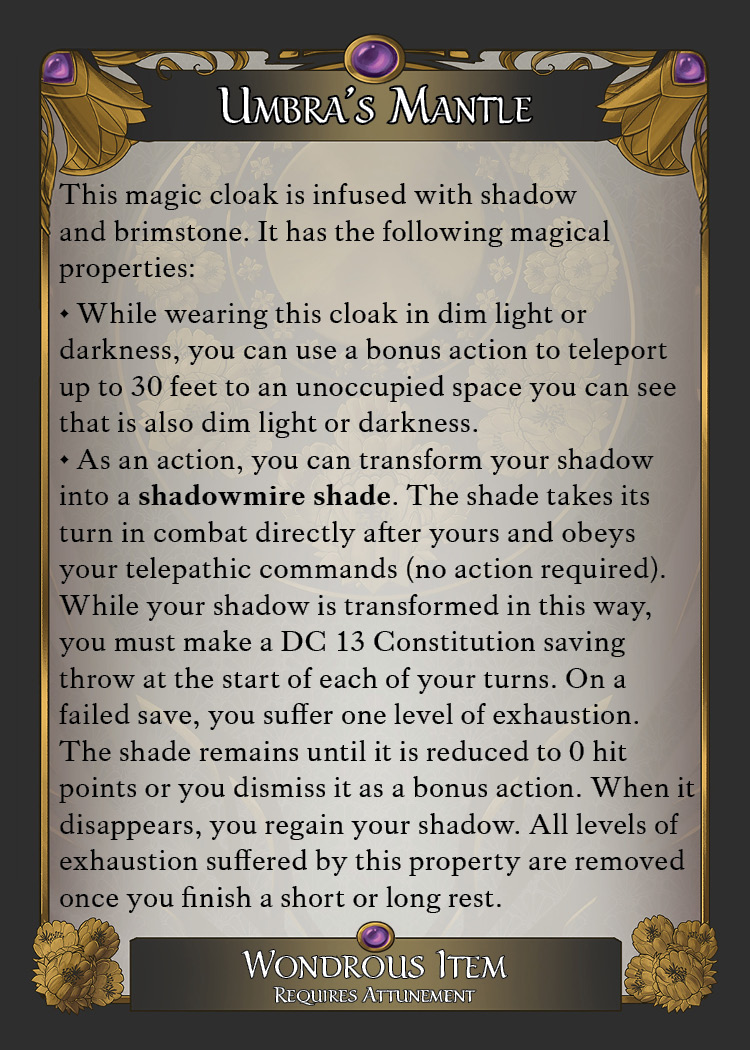 Umbra's Mantle
This magic cloak is infused with shadow
and brimstone. It has the following magical
properties:
• While wearing this cloak in dim light or
darkness, you can use a bonus action to teleport
up to 30 feet to an unoccupied space you can see
that is also dim light or darkness.
• As an action, you can transform your shadow
into a shadowmire shade. The shade takes its
turn in combat directly after yours and obeys
your telepathic commands (no action required).
While your shadow is transformed in this way,
you must make a DC 13 Constitution saving
throw at the start of each of your turns. On a
failed save, you suffer one level of exhaustion.
The shade remains until it is reduced to 0 hit
points or you dismiss it as a bonus action. When it
disappears, you regain your shadow. All levels of
exhaustion suffered by this property are removed
once you finish a short or long rest.
Wondrous Item
Requires Attunement